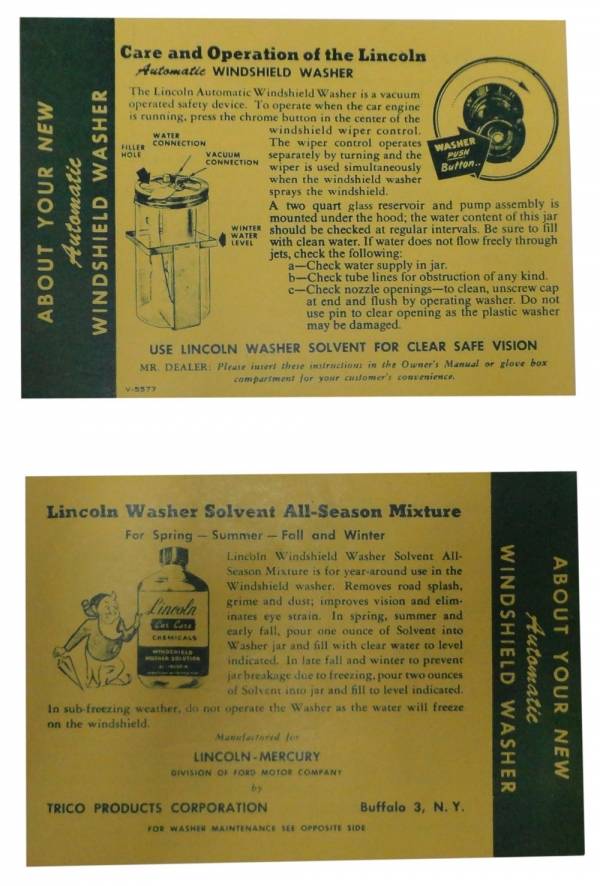 ABOUT YOUR NEW
Automatic
WINDSHIELD WASHER
Care and Operation of the Lincoln
Automatic WINDSHIELD WASHER
The Lincoln Automatic Windshield Washer is a vacuum
operated safety device. To operate when the car engine
is running, press the chrome button in the center of the
windshield wiper control.
The wiper control operates
separately by turning and the
wiper is used simultaneously
when the windshield washer
sprays the windshield.
WATER
CONNECTION
FILLER
HOLE
VACUUM
CONNECTION
WINTER
WATER
LEVEL
WASHER
PUSH
Button..
A two quart glass reservoir and pump assembly is
mounted under the hood; the water content of this jar
should be checked at regular intervals. Be sure to fill
with clean water. If water does not flow freely through
jets, check the following:
a—Check water supply in jar.
b—Check tube lines for obstruction of any kind.
c—Check nozzle openings—to clean, unscrew cap
at end and flush by operating washer. Do not
use pin to clear opening as the plastic washer
may be damaged.
USE LINCOLN WASHER SOLVENT FOR CLEAR SAFE VISION
MR. DEALER: Please insert these instructions in the Owner's Manual or glove box
compartment for your customer's convenience.
V-5577
Lincoln Washer Solvent All-Season Mixture
For Spring — Summer — Fall and Winter
Lincoln Windshield Washer Solvent All-
Season Mixture is for year-around use in the
Windshield washer. Removes road splash,
grime and dust; improves vision and elim-
inates eye strain. In spring, summer and
early fall, pour one ounce of Solvent into
Washer jar and fill with clear water to level
indicated. In late fall and winter to prevent
jar breakage due to freezing, pour two ounces
of Solvent into jar and fill to level indicated.
Lincoln
Car Care
CHEMICALS
WINDSHIELD
WASHER SOLUTION
In sub-freezing weather, do not operate the Washer as the water will freeze
on the windshield.
Manufactured for
LINCOLN-MERCURY
DIVISION OF FORD MOTOR COMPANY
by
TRICO PRODUCTS CORPORATION Buffalo 3, N. Y.
FOR WASHER MAINTENANCE SEE OPPOSITE SIDE
ABOUT YOUR NEW
Automatic
WINDSHIELD WASHER